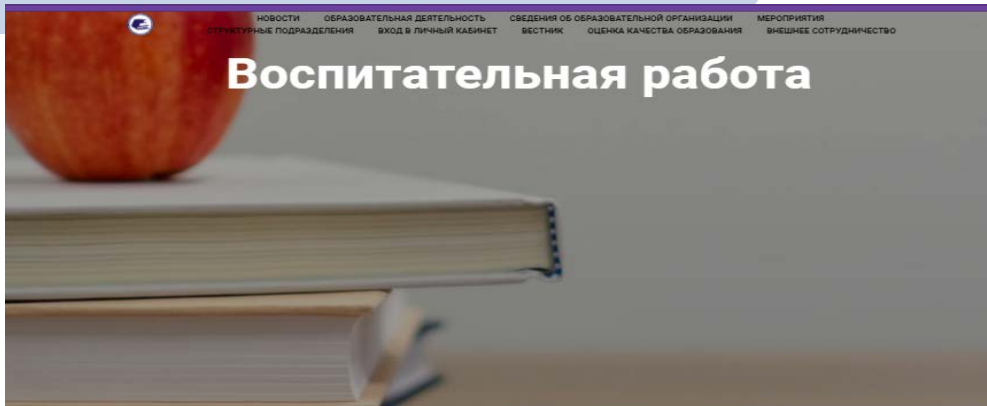 НОВОСТИ ОБРАЗОВАТЕЛЬНАЯ ДЕЯТЕЛЬНОСТЬ СВЕДЕНИЯ ОБ ОБРАЗОВАТЕЛЬНОЙ ОРГАНИЗАЦИИ МЕРОПРИЯТИЯ
СТРУКТУРНЫЕ ПОДРАЗДЕЛЕНИЯ ВХОД В ЛИЧНЫЙ КАБИНЕТ ВЕСТНИК ОЦЕНКА КАЧЕСТВА ОБРАЗОВАНИЯ ВНЕШНЕЕ СОТРУДНИЧЕСТВО
Воспитательная работа